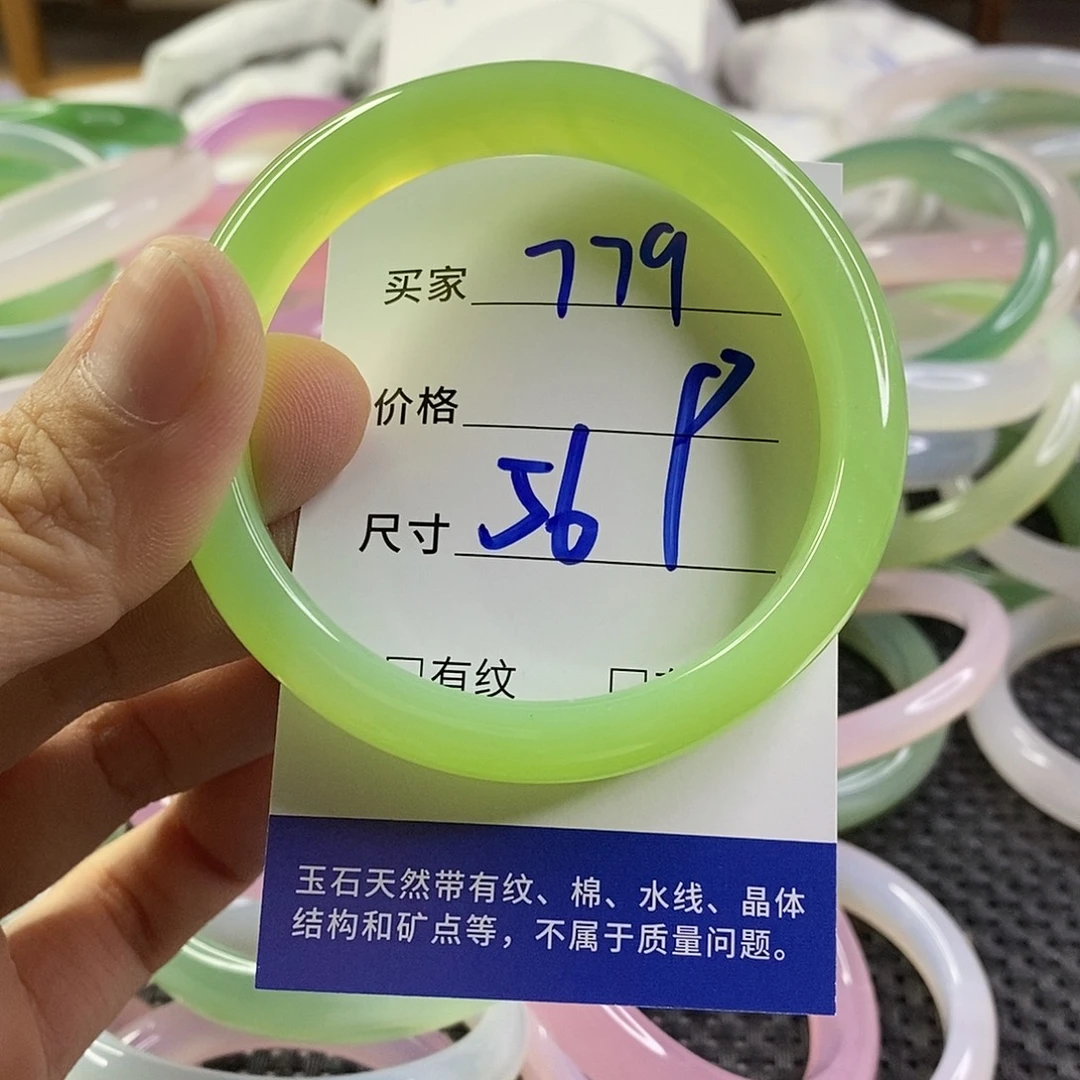 买家 779
价格
尺寸 56
有纹
玉石天然带有纹、棉、水线、晶体
结构和矿点等，不属于质量问题。